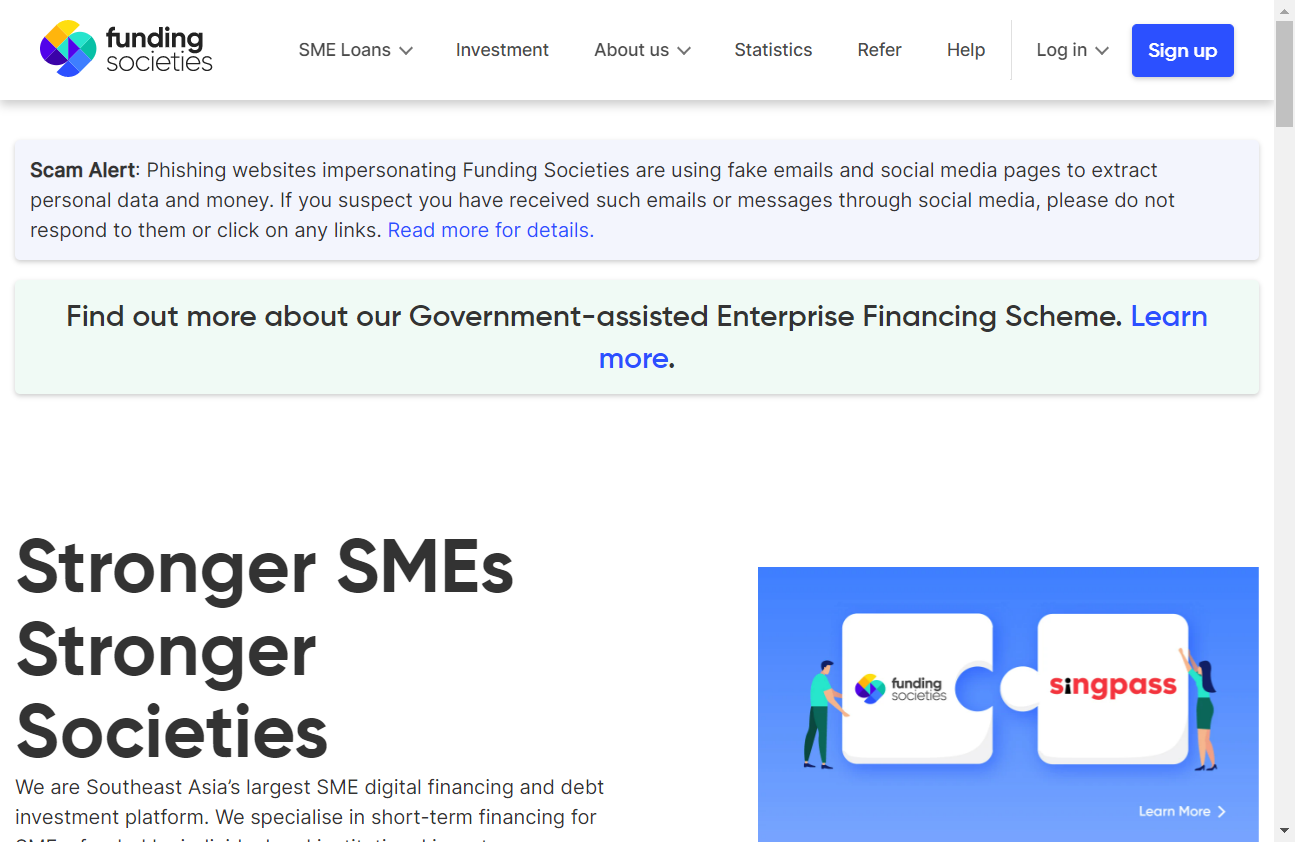 funding
societies
SME Loans
Investment
About us
Statistics
Refer
Help
Log in
Sign up
Scam Alert: Phishing websites impersonating Funding Societies are using fake emails and social media pages to extract
personal data and money. If you suspect you have received such emails or messages through social media, please do not
respond to them or click on any links. Read more for details.
Find out more about our Government-assisted Enterprise Financing Scheme. Learn
more.
Stronger SMEs
Stronger
Societies
We are Southeast Asia’s largest SME digital financing and debt
investment platform. We specialise in short-term financing for
funding
societies
singpass
Learn More